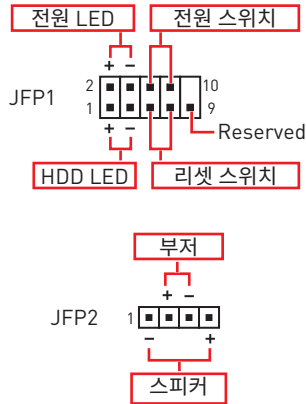 전원 LED 전원 스위치
+ −
2 10
JFP1
1 9
+ − Reserved
HDD LED 리셋 스위치
부저
+ −
JFP2 1
− +
스피커